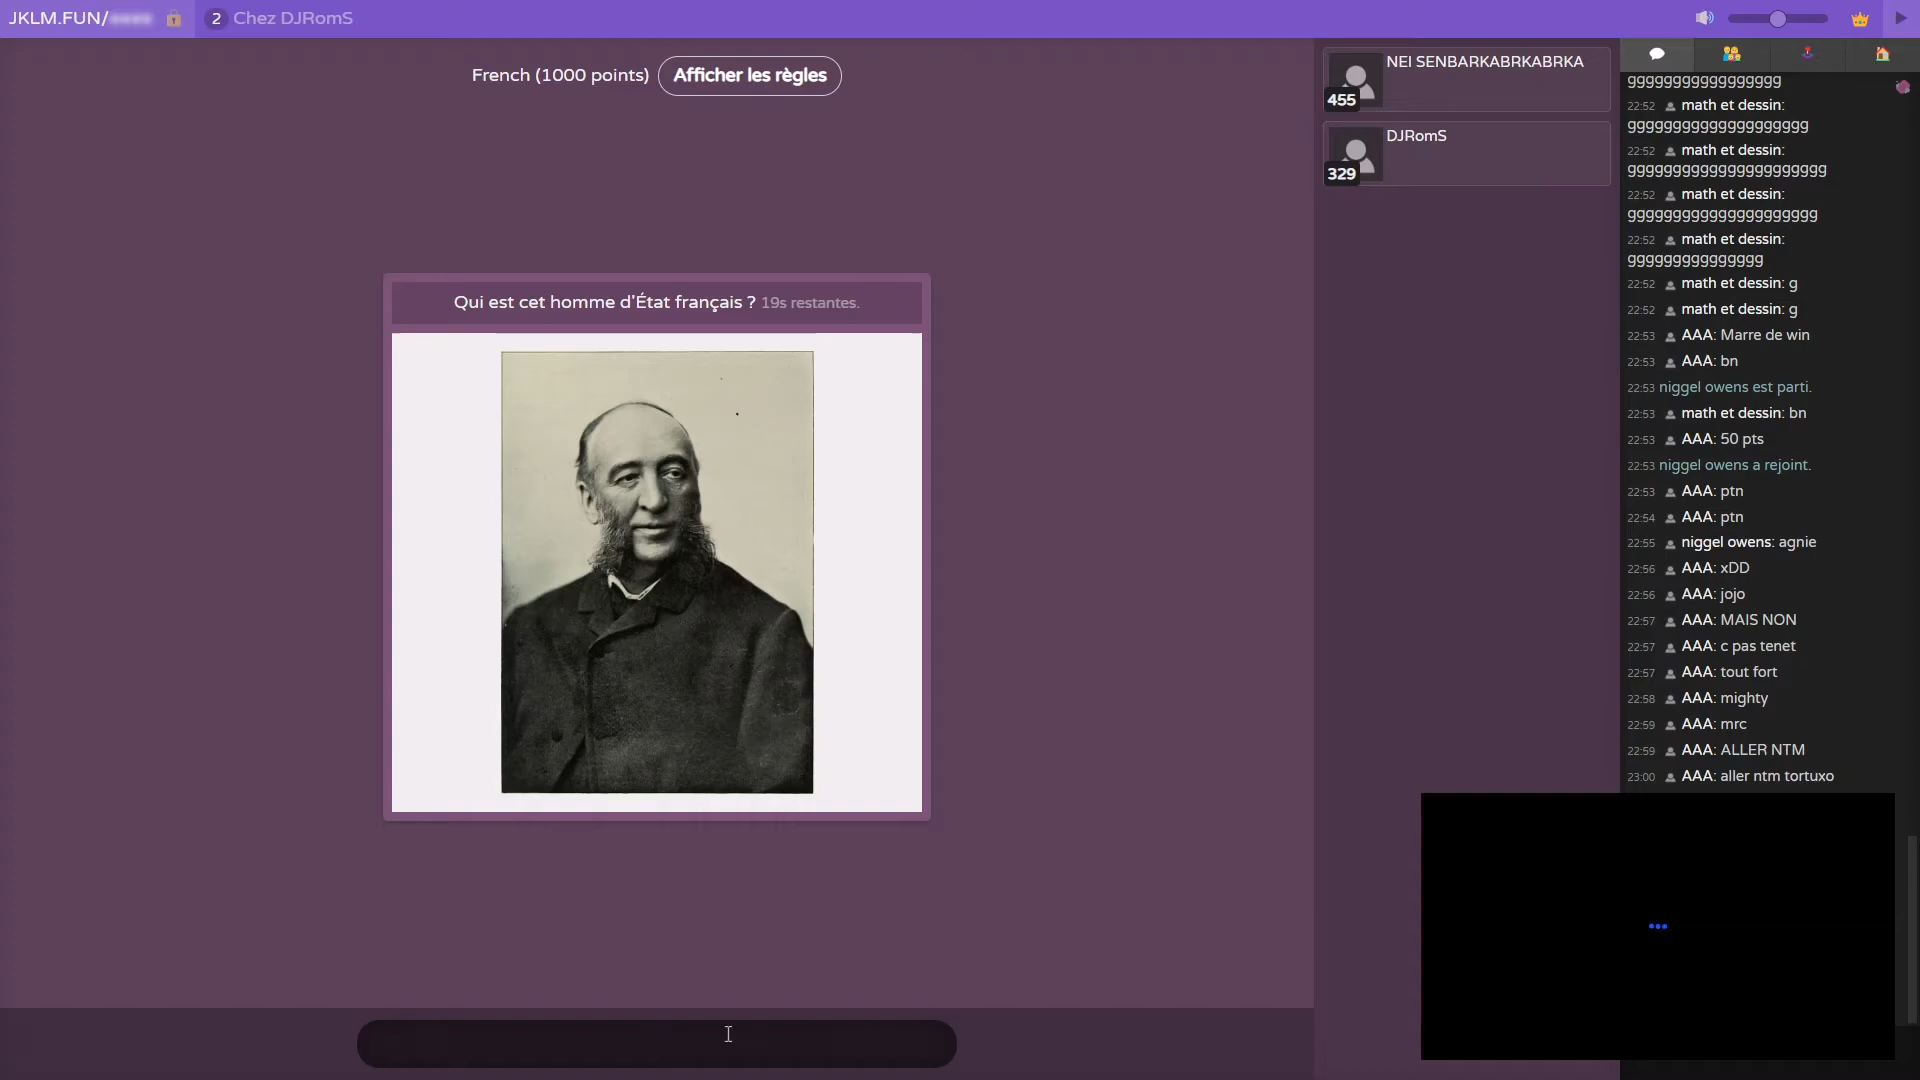 JKLM.FUN/
2 Chez DJRomS
French (1000 points) Afficher les règles
Qui est cet homme d'État français ? 19s restantes.
NEI SENBARKABRKABRKA
455
DJRomS
329
ggggggggggggggggg
22:52 math et dessin:
gggggggggggggggggggg
22:52 math et dessin:
gggggggggggggggggggggg
22:52 math et dessin:
ggggggggggggggggggggg
22:52 math et dessin:
ggggggggggggggg
22:52 math et dessin: g
22:52 math et dessin: g
22:53 AAA: Marre de win
22:53 AAA: bn
22:53 niggel owens est parti.
22:53 math et dessin: bn
22:53 AAA: 50 pts
22:53 niggel owens a rejoint.
22:53 AAA: ptn
22:54 AAA: ptn
22:55 niggel owens: agnie
22:56 AAA: xDD
22:56 AAA: jojo
22:57 AAA: MAIS NON
22:57 AAA: c pas tenet
22:57 AAA: tout fort
22:58 AAA: mighty
22:59 AAA: mrc
22:59 AAA: ALLER NTM
23:00 AAA: aller ntm tortuxo